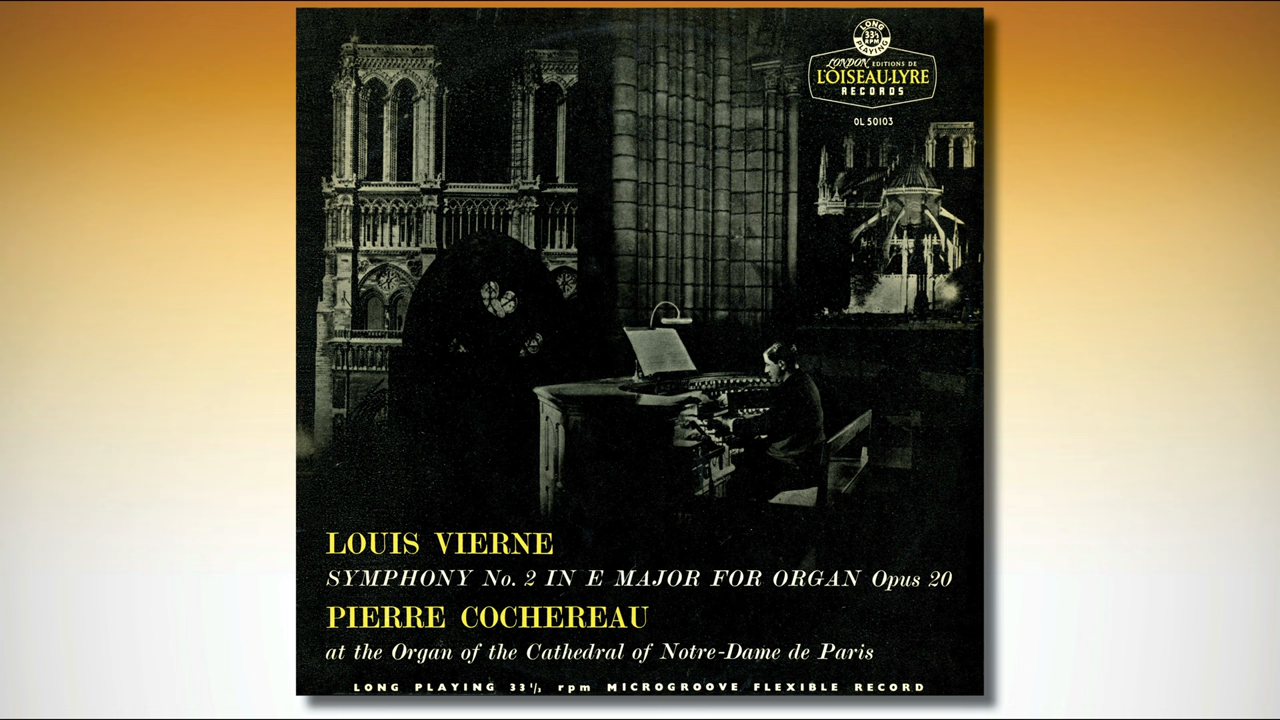 LONG
33⅓
RPM
PLAYING
LONDON EDITIONS DE
L'OISEAU-LYRE
RECORDS
OL 50103
LOUIS VIERNE
SYMPHONY No. 2 IN E MAJOR FOR ORGAN Opus 20
PIERRE COCHEREAU
at the Organ of the Cathedral of Notre-Dame de Paris
LONG PLAYING 33⅓ rpm MICROGROOVE FLEXIBLE RECORD